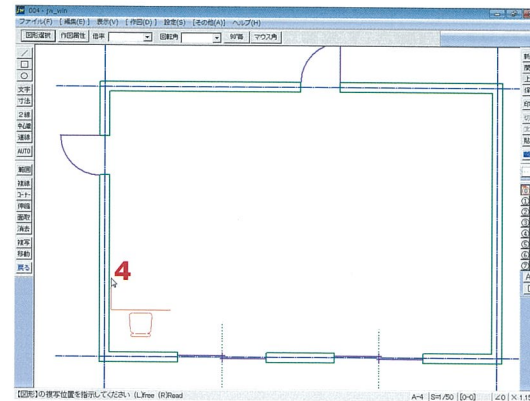 004 - jw_win
ファイル(F) [編集(E)] 表示(V) [作図(D)] 設定(S) [その他(A)] ヘルプ(H)
図形選択 作図属性 倍率 回転角 90°毎 マウス角
文字
寸法
2線
中心線
連線
AUTO
範囲
複線
コーナー
伸縮
面取
消去
複写
移動
戻る
4
【図形】の複写位置を指示してください (L)free (R)Read
A-4 S=1/50 [0-0] ∠0